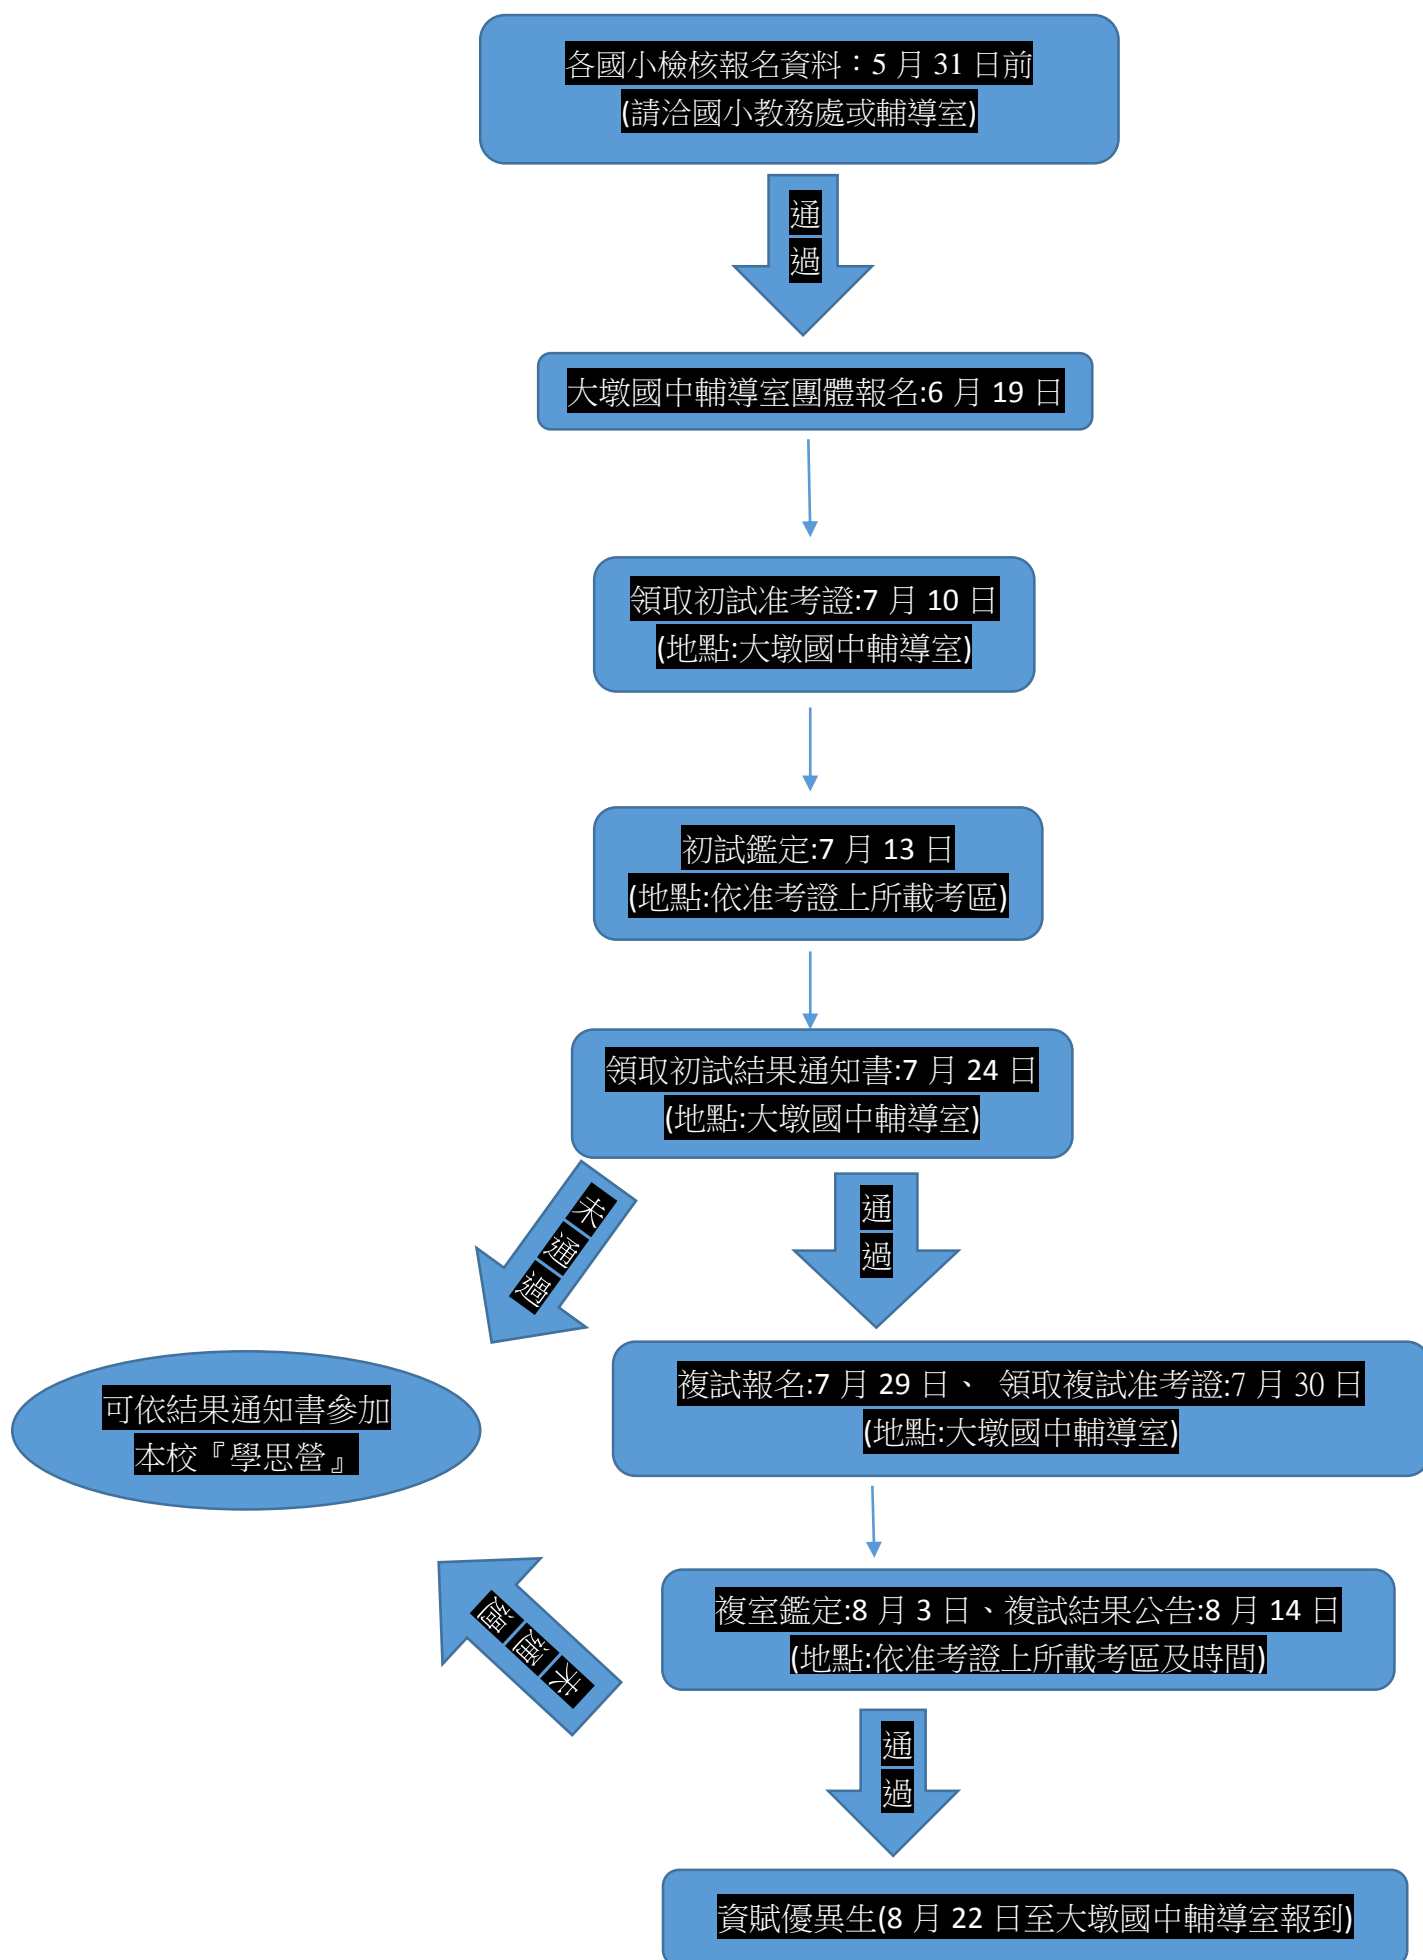 各國小檢核報名資料：5 月 31 日前
(請洽國小教務處或輔導室)
通
過
大墩國中輔導室團體報名:6 月 19 日
領取初試准考證:7 月 10 日
(地點:大墩國中輔導室)
初試鑑定:7 月 13 日
(地點:依准考證上所載考區)
領取初試結果通知書:7 月 24 日
(地點:大墩國中輔導室)
未
通
過
通
過
可依結果通知書參加
本校『學思營』
複試報名:7 月 29 日、 領取複試准考證:7 月 30 日
(地點:大墩國中輔導室)
未
通
過
複室鑑定:8 月 3 日、複試結果公告:8 月 14 日
(地點:依准考證上所載考區及時間)
通
過
資賦優異生(8 月 22 日至大墩國中輔導室報到)